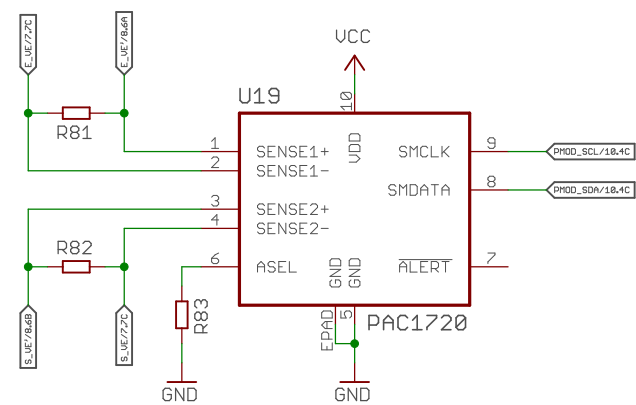 E_VE/7.7C
E_VE'/8.6A
VCC
U19
R81
10
VDD
1
SENSE1+
SMCLK
9
PMOD_SCL/10.4C
2
SENSE1-
3
SENSE2+
SMDATA
8
PMOD_SDA/10.4C
4
SENSE2-
R82
6
ASEL
GND
GND
ALERT
7
S_VE'/8.6B
S_VE/7.7C
R83
EPAD
5
PAC1720
GND
GND